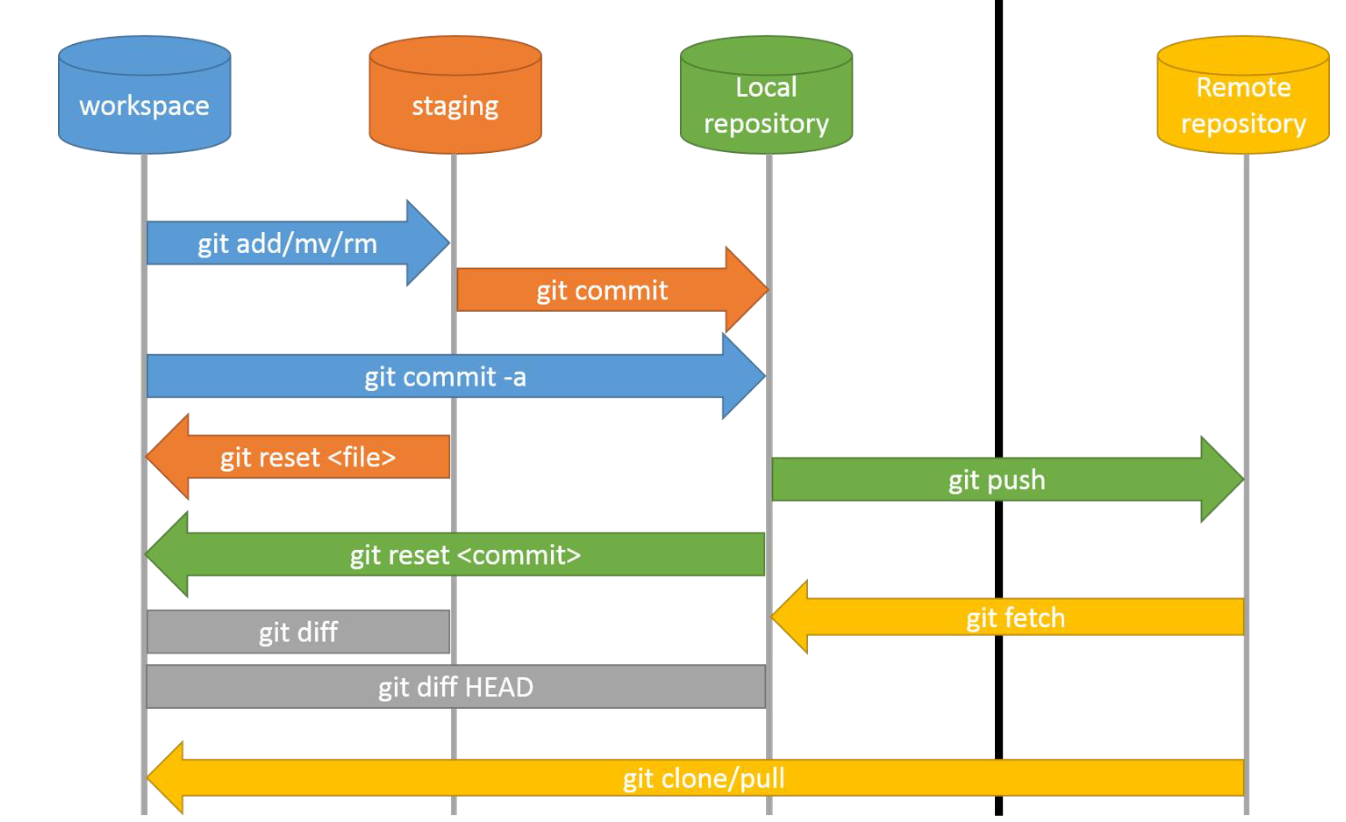 workspace
staging
Local
repository
Remote
repository
git add/mv/rm
git commit
git commit -a
git reset <file>
git push
git reset <commit>
git fetch
git diff
git diff HEAD
git clone/pull